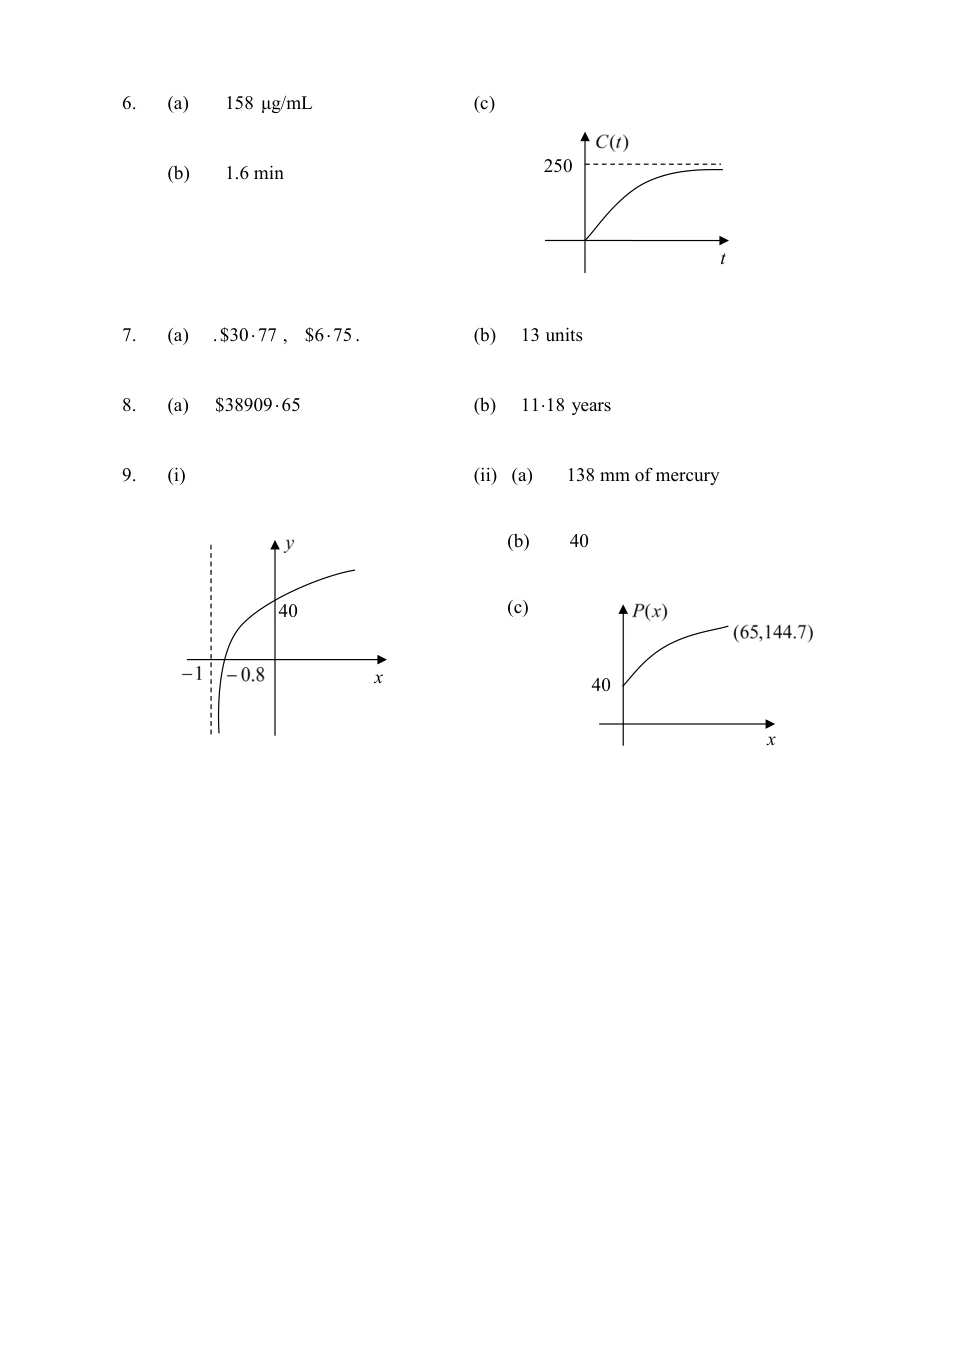 6. (a) 158 μg/mL (c)
C(t)
250
(b) 1.6 min
t
7. (a) .$30·77 , $6·75. (b) 13 units
8. (a) $38909·65 (b) 11·18 years
9. (i) (ii) (a) 138 mm of mercury
(b) 40
y
40
−1 −0.8
x
(c)
P(x)
(65,144.7)
40
x